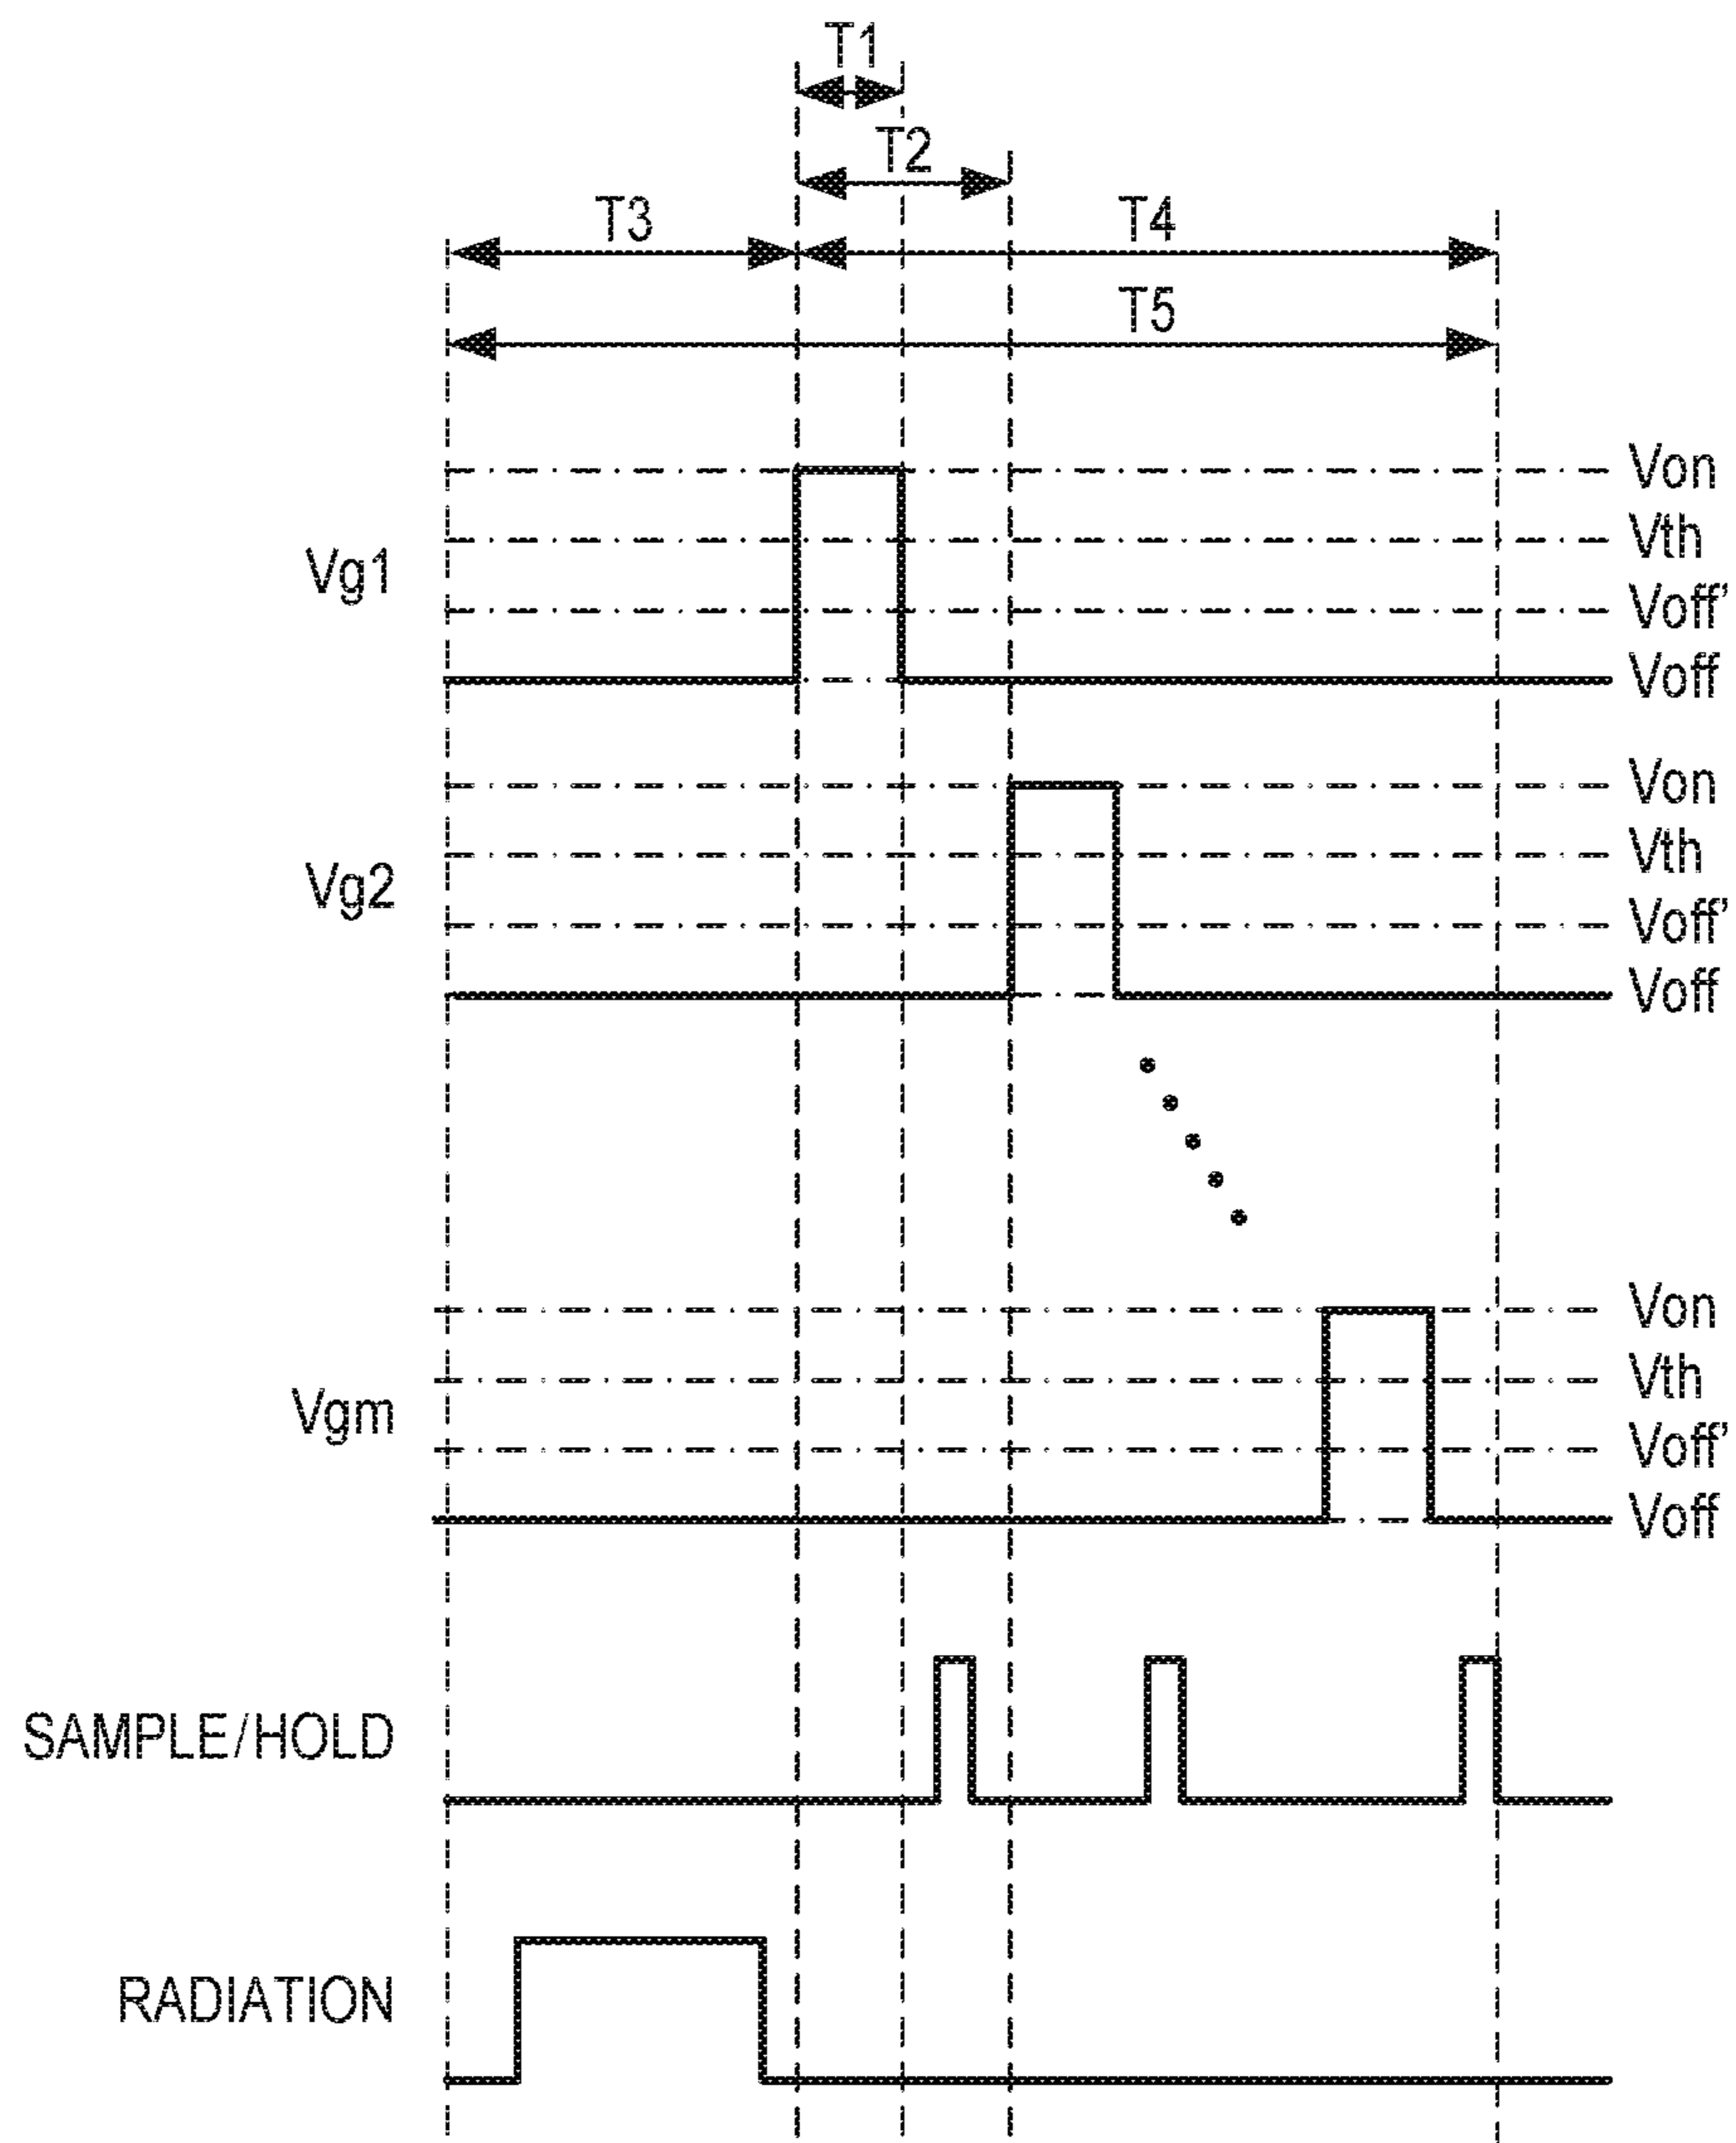 T1
T2
T3 T4
T5
Von
Vth
Vg1
Voff'
Voff
Von
Vth
Vg2
Voff'
Voff
Von
Vth
Vgm
Voff'
Voff
SAMPLE/HOLD
RADIATION